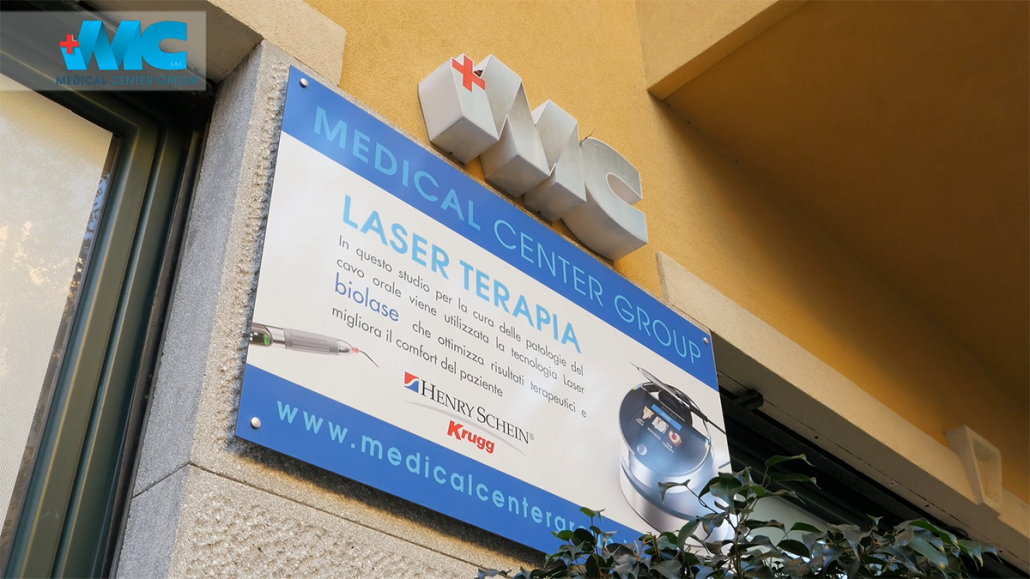 MC
S.R.L.
MEDICAL CENTER GROUP
MC
MEDICAL CENTER GROUP
LASER TERAPIA
In questo studio per la cura delle patologie del
cavo orale viene utilizzata la tecnologia Laser
biolase che ottimizza risultati terapeutici e
migliora il comfort del paziente
HENRY SCHEIN®
Krugg